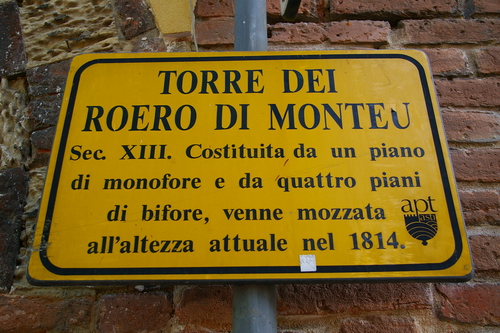 TORRE DEI
ROERO DI MONTEU
Sec. XIII. Costituita da un piano
di monofore e da quattro piani
di bifore, venne mozzata
all'altezza attuale nel 1814.
apt
asti